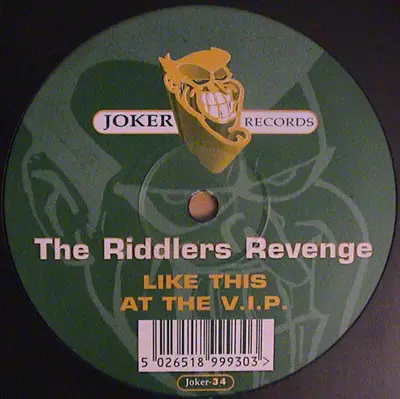 JOKER RECORDS
The Riddlers Revenge
LIKE THIS
AT THE V.I.P.
5 026518 999303 >
Joker-34